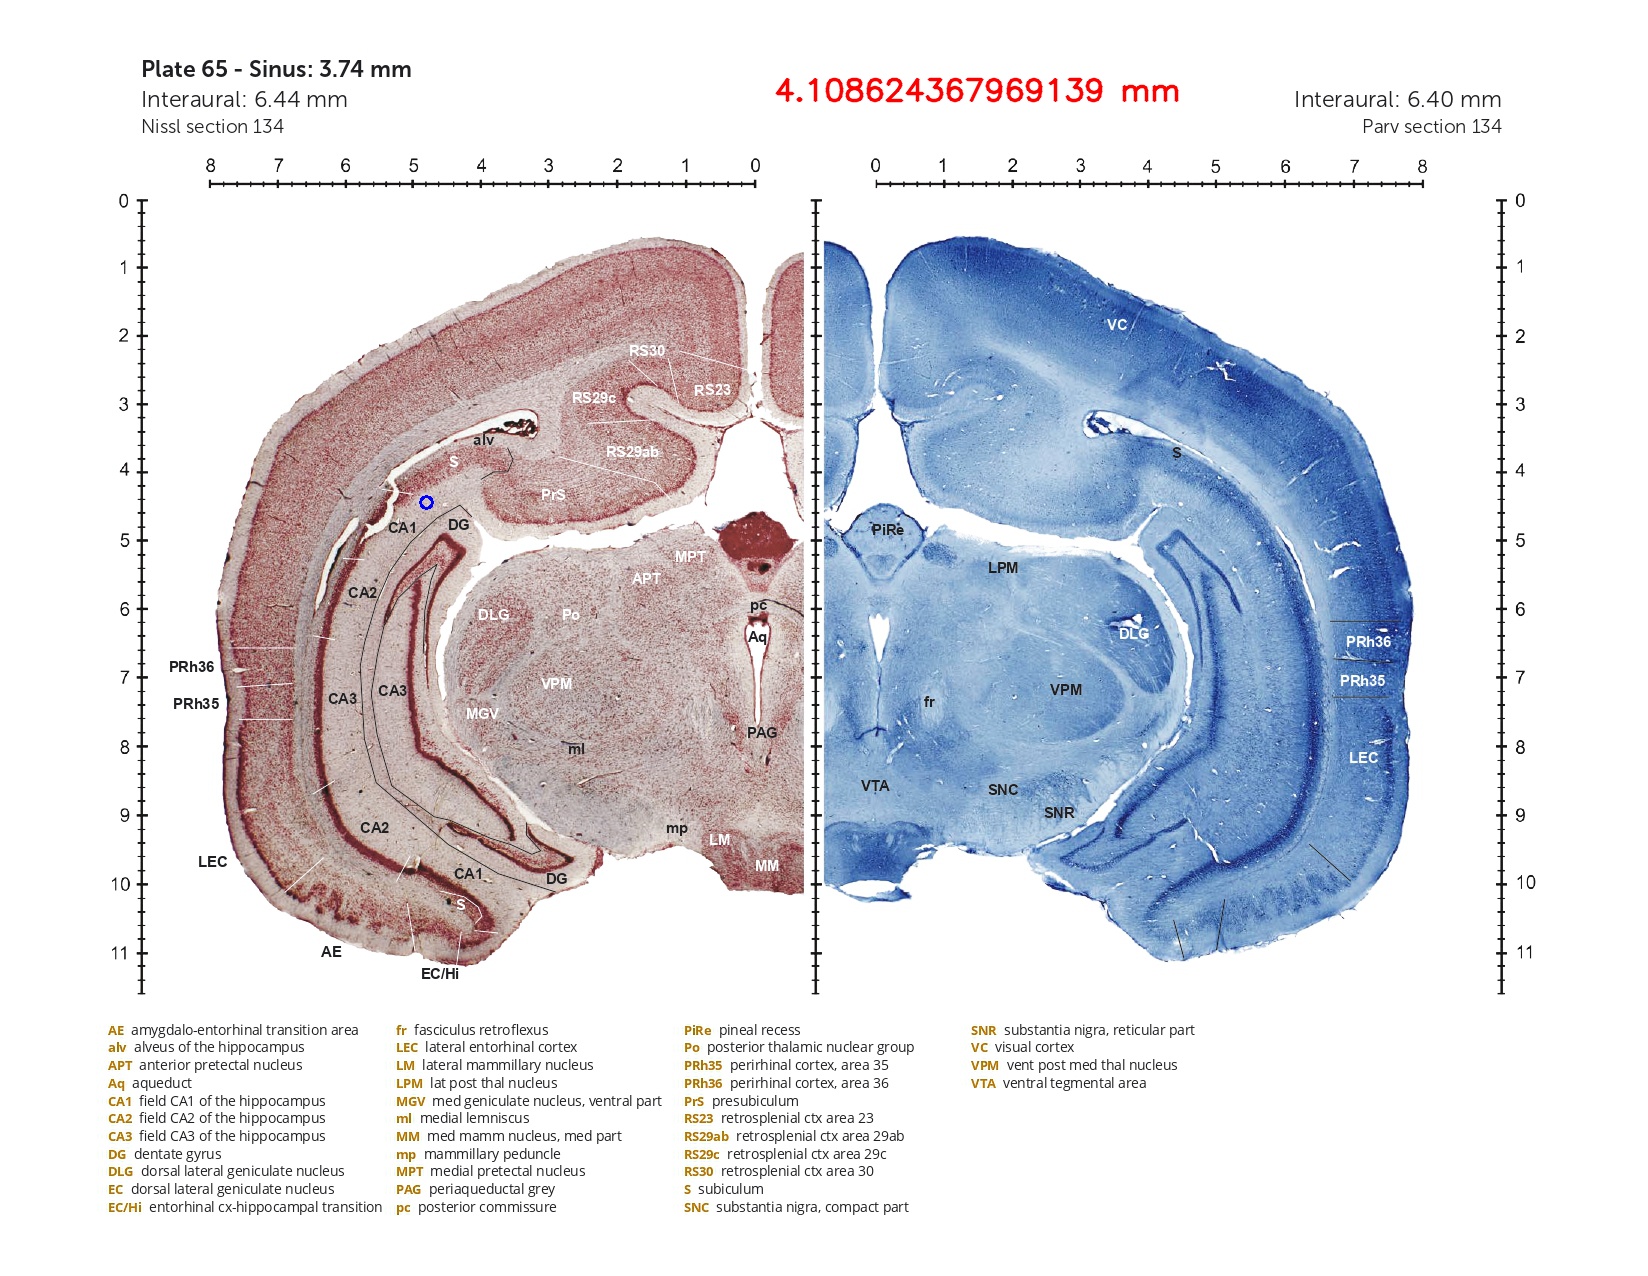 Plate 65 - Sinus: 3.74 mm
Interaural: 6.44 mm
Nissl section 134
4.108624367969139 mm
Interaural: 6.40 mm
Parv section 134
8 7 6 5 4 3 2 1 0
0 1 2 3 4 5 6 7 8
0
1
2
3
4
5
6
7
8
9
10
11
RS30
RS23
RS29c
alv
S
RS29ab
PrS
CA1
DG
MPT
APT
CA2
DLG
Po
pc
Aq
PRh36
PRh35
CA3
CA3
VPM
MGV
PAG
ml
CA2
mp
LM
LEC
CA1
DG
MM
S
AE
EC/Hi
VC
S
PiRe
LPM
DLG
PRh36
PRh35
VPM
fr
LEC
VTA
SNC
SNR
0
1
2
3
4
5
6
7
8
9
10
11
AE amygdalo-entorhinal transition area
alv alveus of the hippocampus
APT anterior pretectal nucleus
Aq aqueduct
CA1 field CA1 of the hippocampus
CA2 field CA2 of the hippocampus
CA3 field CA3 of the hippocampus
DG dentate gyrus
DLG dorsal lateral geniculate nucleus
EC dorsal lateral geniculate nucleus
EC/Hi entorhinal cx-hippocampal transition
fr fasciculus retroflexus
LEC lateral entorhinal cortex
LM lateral mammillary nucleus
LPM lat post thal nucleus
MGV med geniculate nucleus, ventral part
ml medial lemniscus
MM med mamm nucleus, med part
mp mammillary peduncle
MPT medial pretectal nucleus
PAG periaqueductal grey
pc posterior commissure
PiRe pineal recess
Po posterior thalamic nuclear group
PRh35 perirhinal cortex, area 35
PRh36 perirhinal cortex, area 36
PrS presubiculum
RS23 retrosplenial ctx area 23
RS29ab retrosplenial ctx area 29ab
RS29c retrosplenial ctx area 29c
RS30 retrosplenial ctx area 30
S subiculum
SNC substantia nigra, compact part
SNR substantia nigra, reticular part
VC visual cortex
VPM vent post med thal nucleus
VTA ventral tegmental area